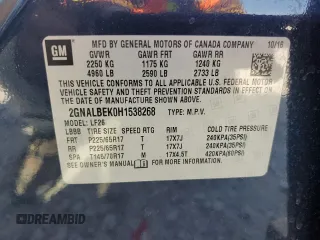 GM
MFD BY GENERAL MOTORS OF CANADA COMPANY 10/16
GVWR GAWR FRT GAWR RR
2250 KG 1175 KG 1240 KG
4960 LB 2590 LB 2733 LB
THIS VEHICLE CONFORMS TO ALL APPLICABLE U.S. FEDERAL MOTOR
VEHICLE SAFETY AND THEFT PREVENTION STANDARDS IN EFFECT
ON THE DATE OF MANUFACTURE SHOWN ABOVE.
2GNALBEK0H1538268 TYPE: M.P.V.
MODEL: LF26
LBBB TIRE SIZE SPEED RTG RIM COLD TIRE PRESSURE
FRT P225/65R17 T 17X7J 240KPA(35PSI)
RR P225/65R17 T 17X7J 240KPA(35PSI)
SPA T145/70R17 M 17X4.5T 420KPA(60PSI)
SEE OWNER'S MANUAL FOR ADDITIONAL INFORMATION.